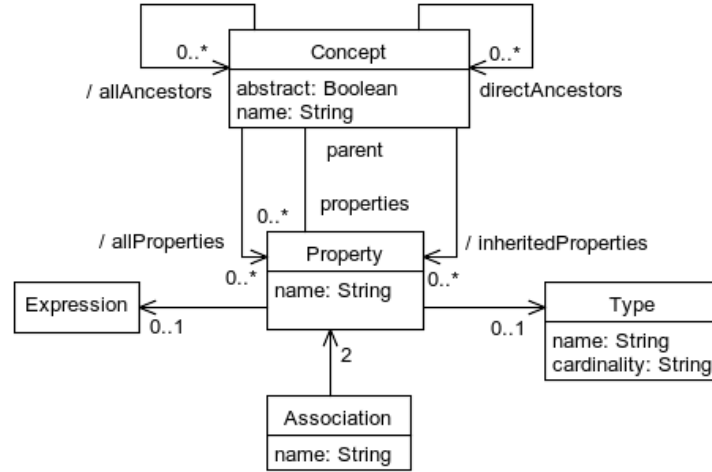 0..*
Concept
0..*
/ allAncestors
abstract: Boolean
directAncestors
name: String
parent
0..*
properties
/ allProperties
Property
/ inheritedProperties
0..*
0..*
Expression
name: String
Type
0..1
0..1
name: String
cardinality: String
2
Association
name: String